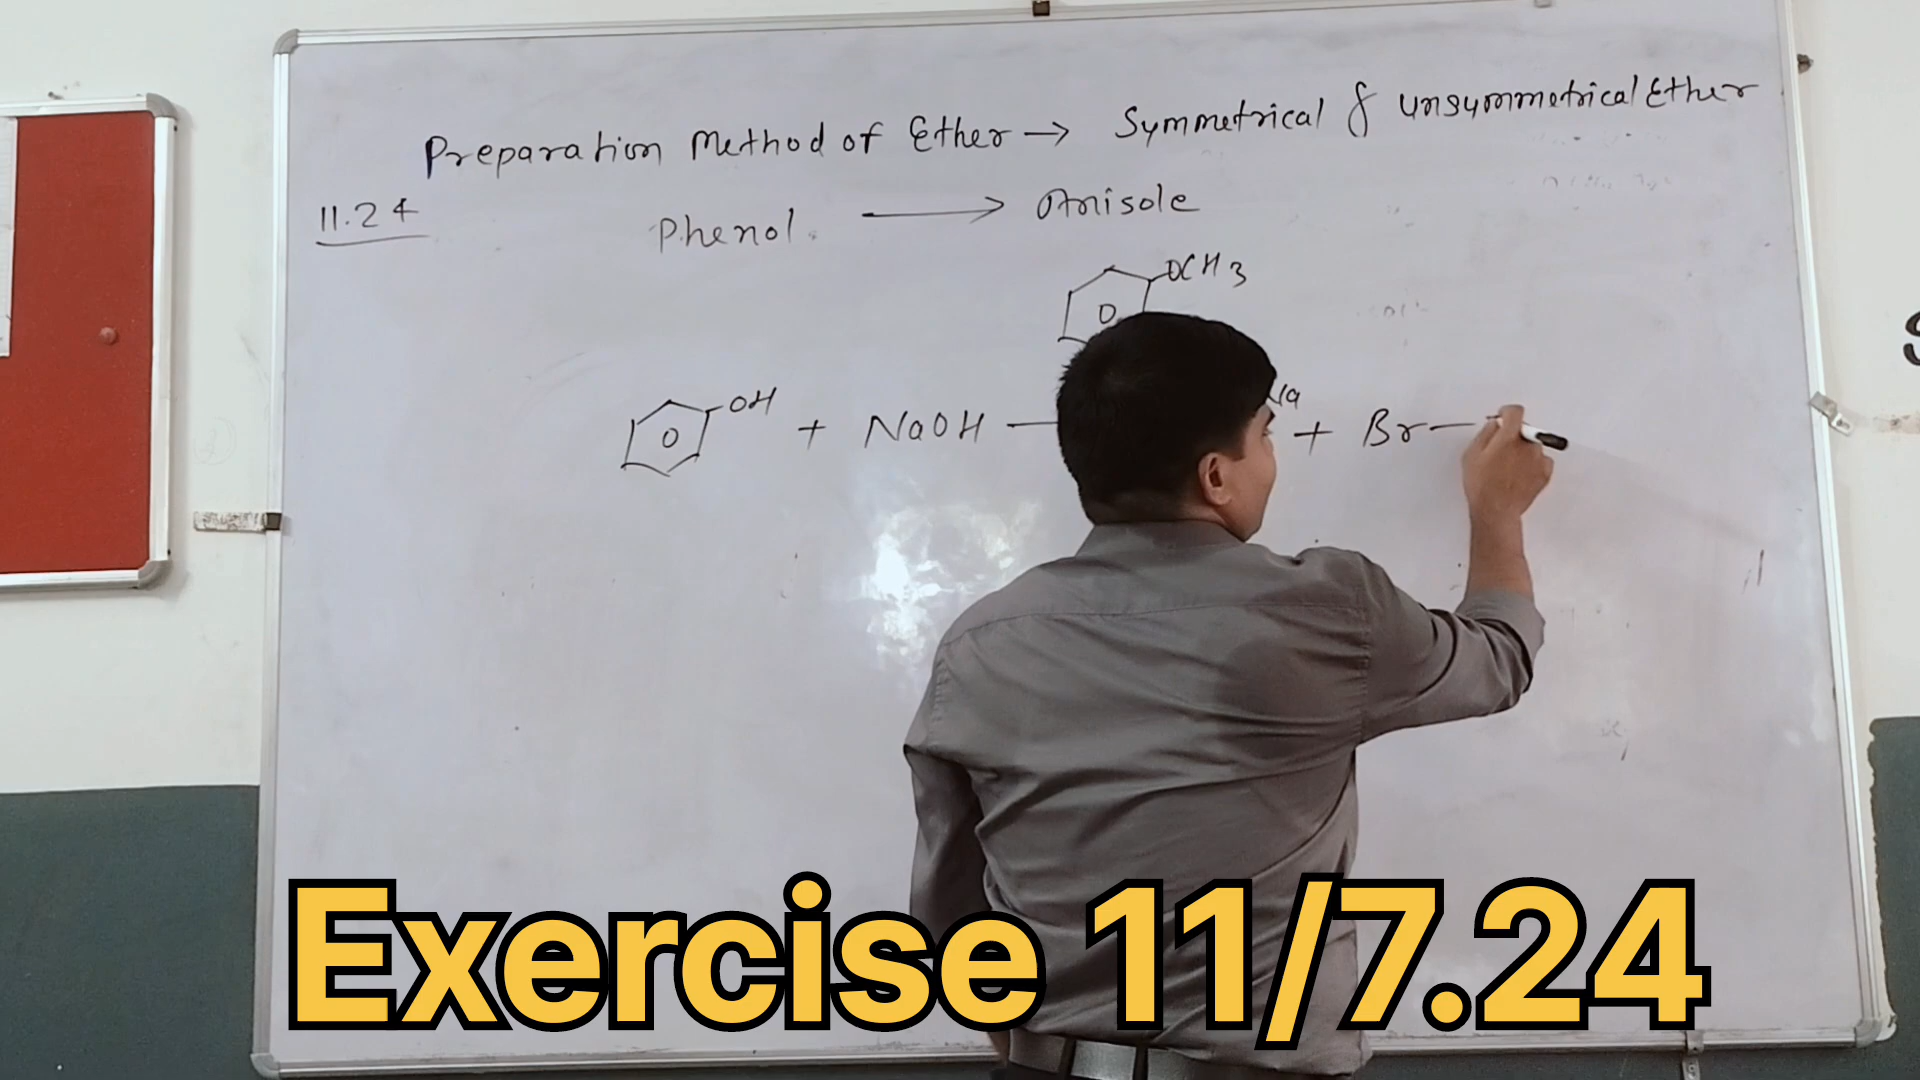 Preparation Method of Ether → Symmetrical & unsymmetrical Ether
11.24
Phenol. → Anisole
OCH3
OH + NaOH — Na + Br—
Exercise 11/7.24